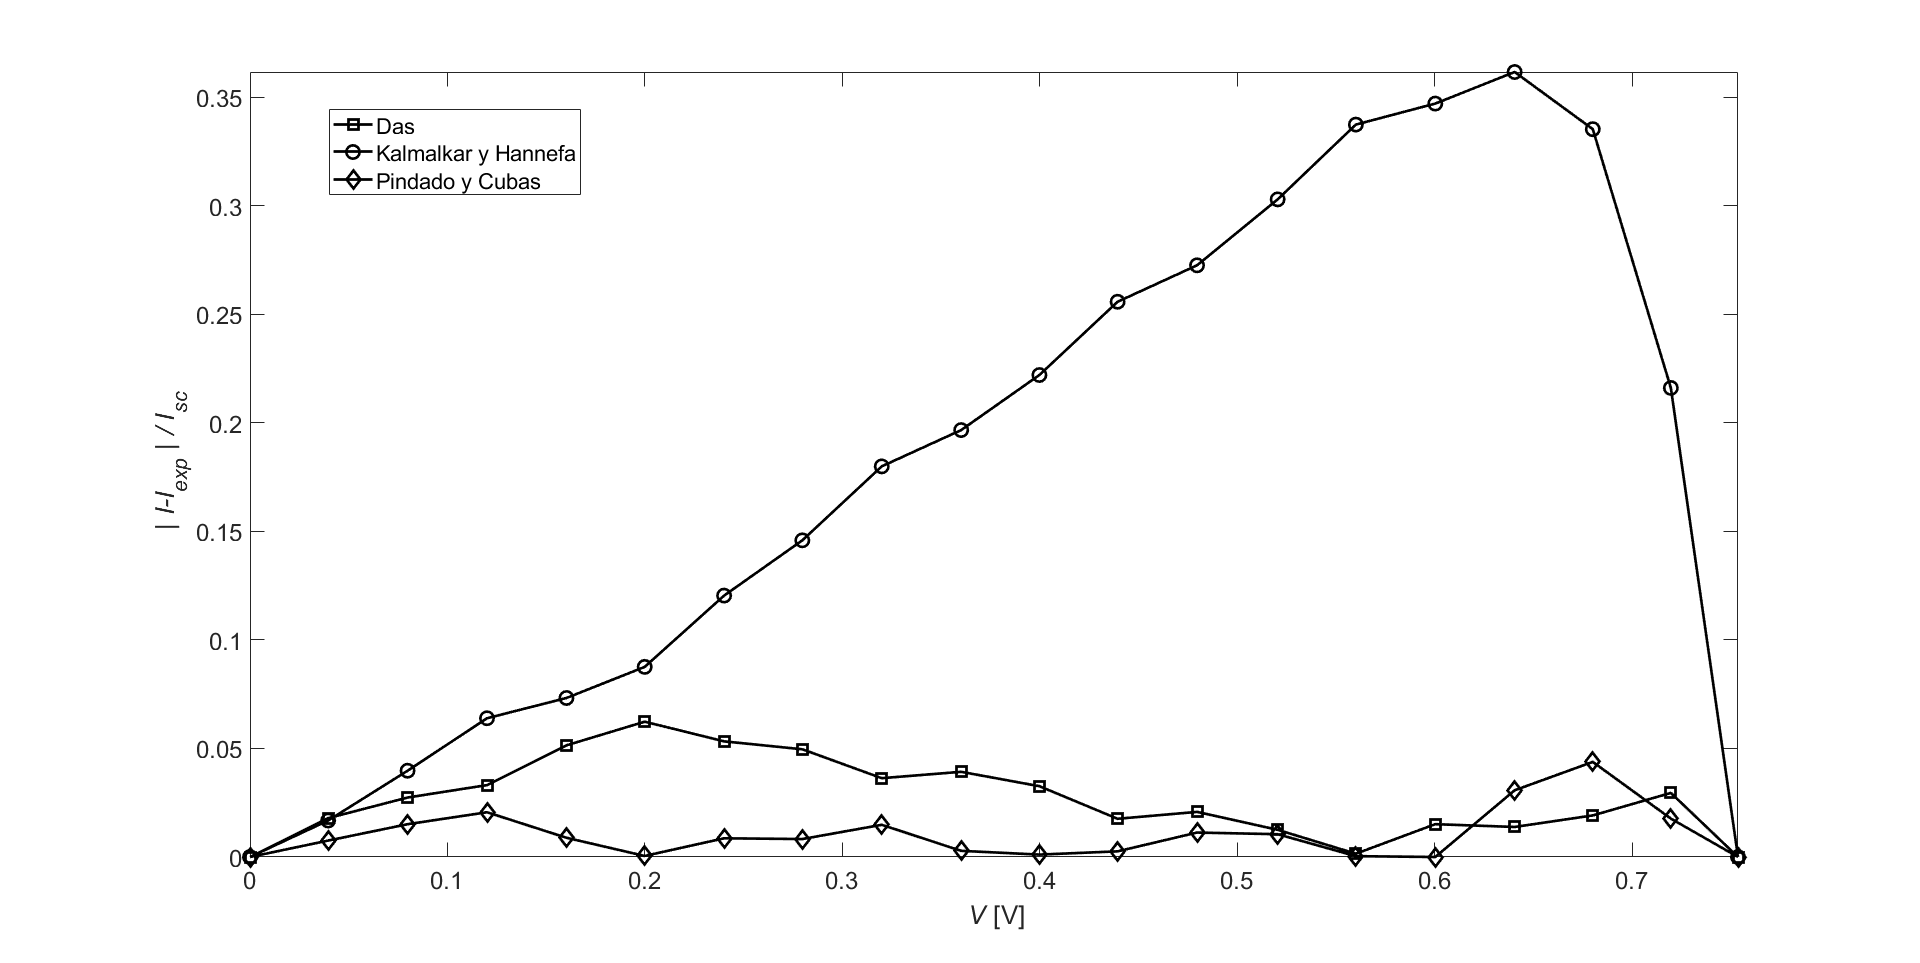 0.35
0.3
0.25
0.2
0.15
0.1
0.05
0
| I-I_exp | / I_sc
Das
Kalmalkar y Hannefa
Pindado y Cubas
0 0.1 0.2 0.3 0.4 0.5 0.6 0.7
V [V]